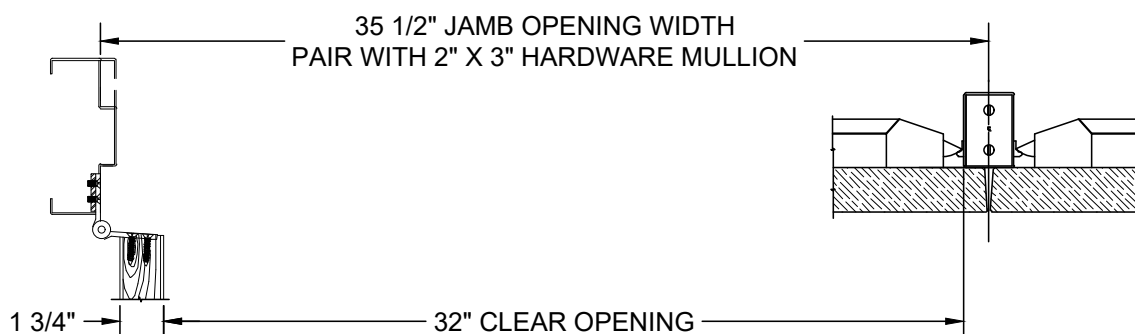 35 1/2" JAMB OPENING WIDTH
PAIR WITH 2" X 3" HARDWARE MULLION
1 3/4"
32" CLEAR OPENING